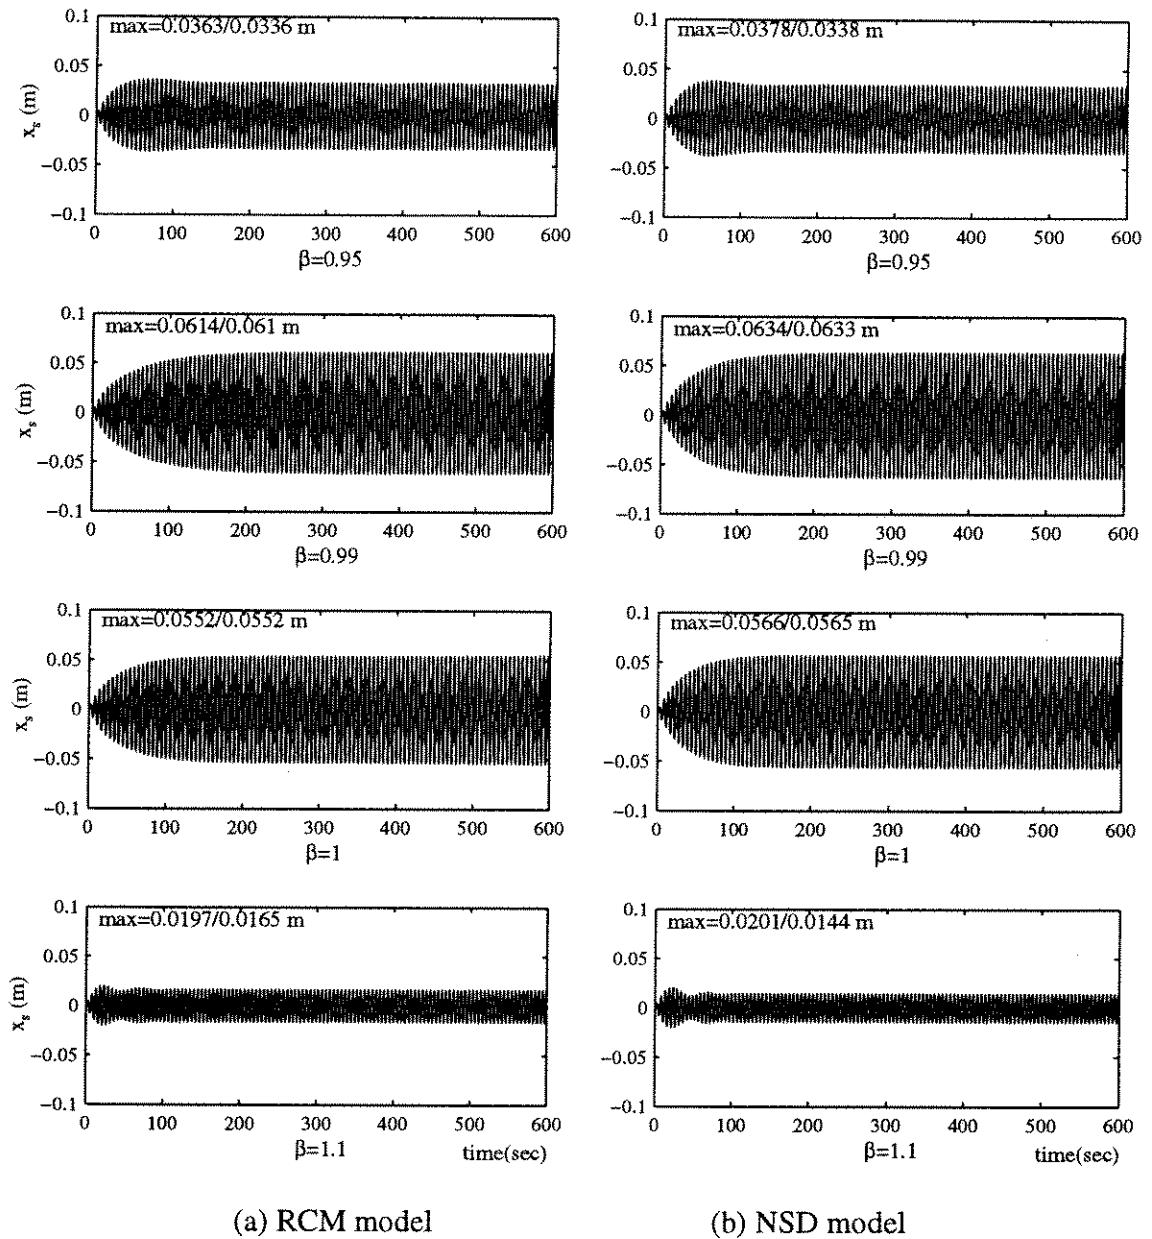 0.1
max=0.0363/0.0336 m
0.05
0
−0.05
−0.1
x_s (m)
0 100 200 300 400 500 600
β=0.95
0.1
max=0.0378/0.0338 m
0.05
0
−0.05
−0.1
0 100 200 300 400 500 600
β=0.95
0.1
max=0.0614/0.061 m
0.05
0
−0.05
−0.1
x_s (m)
0 100 200 300 400 500 600
β=0.99
0.1
max=0.0634/0.0633 m
0.05
0
−0.05
−0.1
0 100 200 300 400 500 600
β=0.99
0.1
max=0.0552/0.0552 m
0.05
0
−0.05
−0.1
x_s (m)
0 100 200 300 400 500 600
β=1
0.1
max=0.0566/0.0565 m
0.05
0
−0.05
−0.1
0 100 200 300 400 500 600
β=1
0.1
max=0.0197/0.0165 m
0.05
0
−0.05
−0.1
x_s (m)
0 100 200 300 400 500 600
β=1.1 time(sec)
0.1
max=0.0201/0.0144 m
0.05
0
−0.05
−0.1
0 100 200 300 400 500 600
β=1.1 time(sec)
(a) RCM model
(b) NSD model